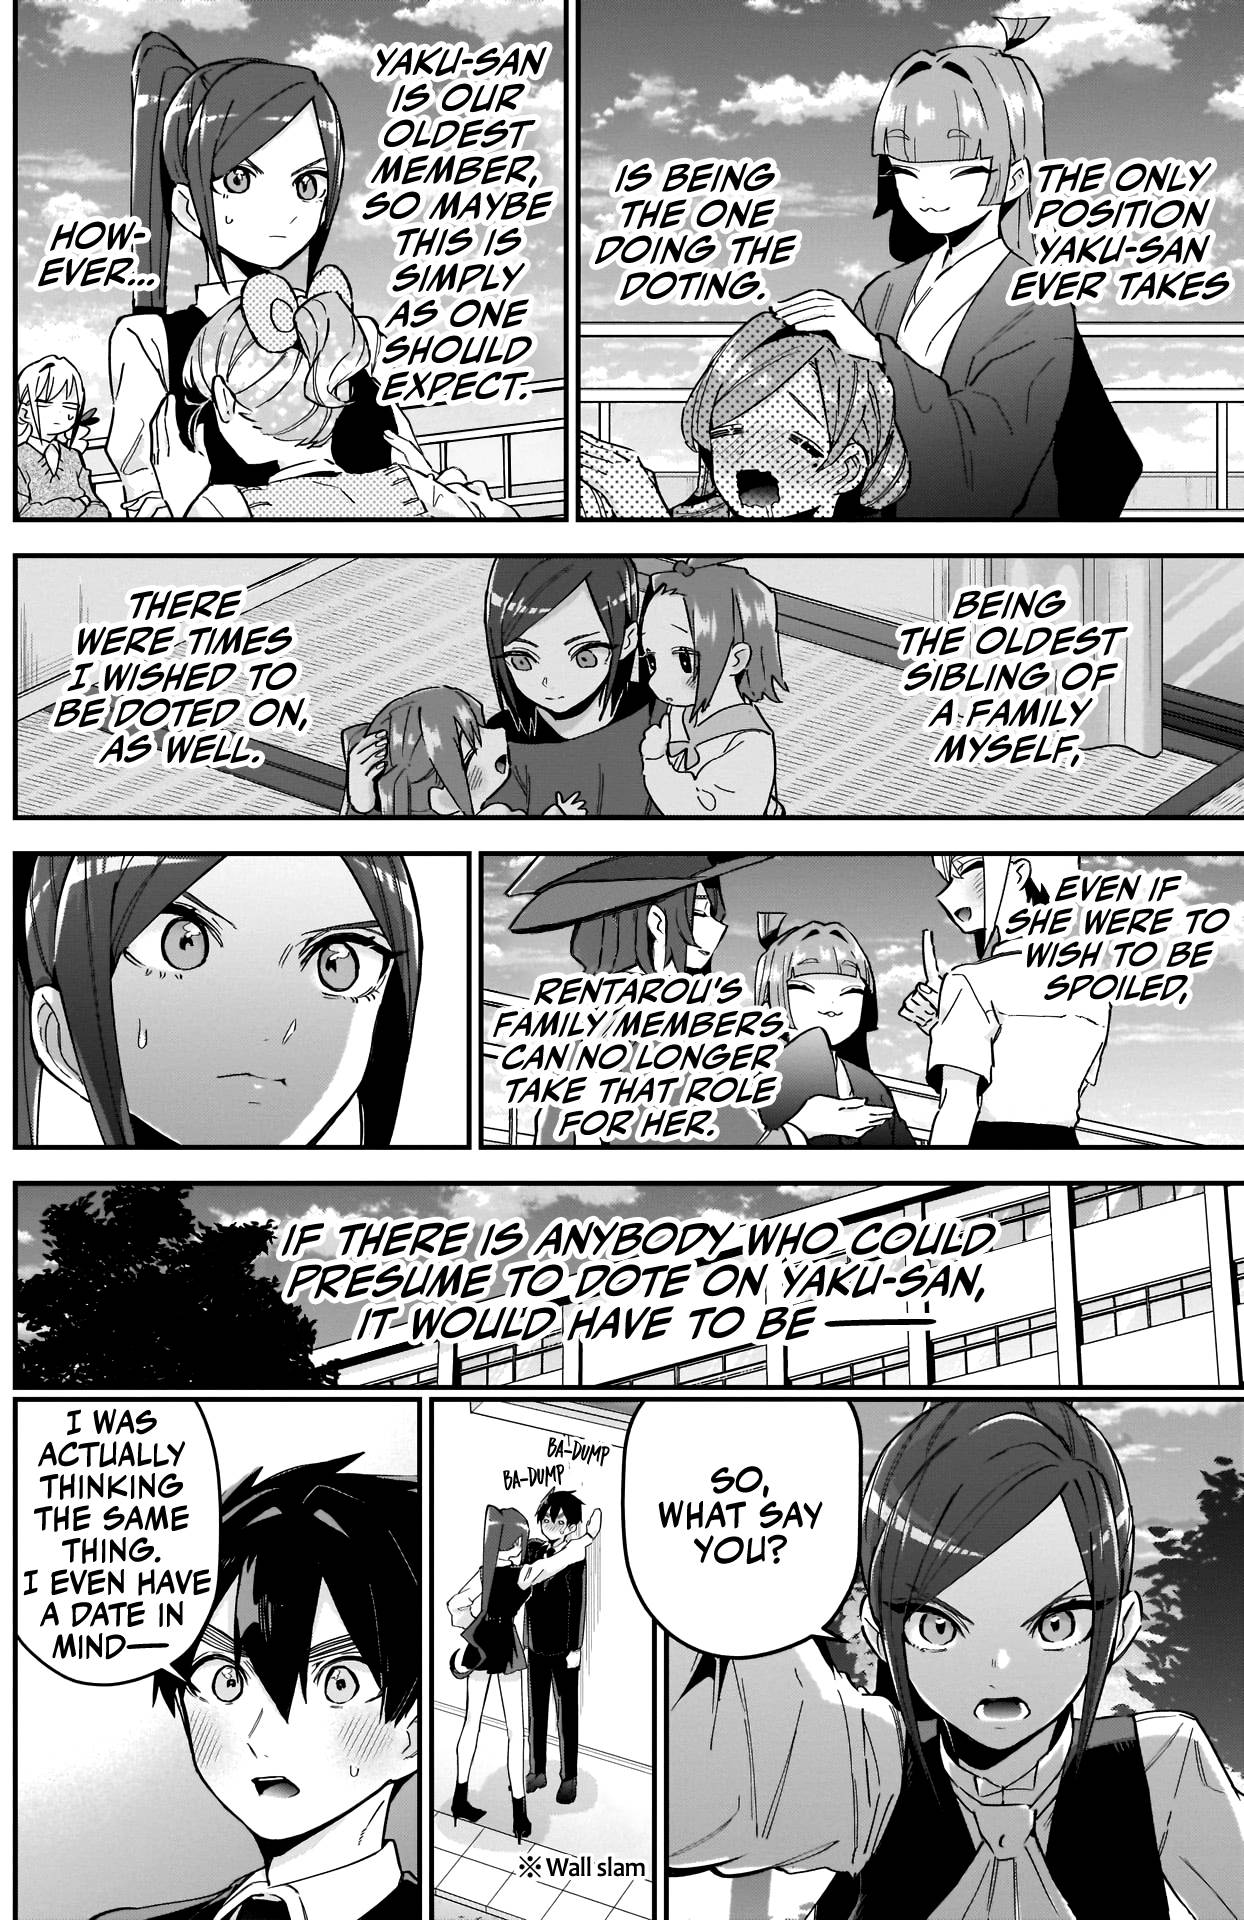 THE ONLY
POSITION
YAKU-SAN
EVER TAKES
IS BEING
THE ONE
DOING THE
DOTING.
YAKU-SAN
IS OUR
OLDEST
MEMBER,
SO MAYBE
THIS IS
SIMPLY
AS ONE
SHOULD
EXPECT.
HOW-
EVER...
BEING
THE OLDEST
SIBLING OF
A FAMILY
MYSELF,
THERE
WERE TIMES
I WISHED TO
BE DOTED ON,
AS WELL.
EVEN IF
SHE WERE TO
WISH TO BE
SPOILED,
RENTAROU'S
FAMILY MEMBERS
CAN NO LONGER
TAKE THAT ROLE
FOR HER.
IF THERE IS ANYBODY WHO COULD
PRESUME TO DOTE ON YAKU-SAN,
IT WOULD HAVE TO BE ——
SO,
WHAT SAY
YOU?
BA-DUMP
BA-DUMP
※ Wall slam
I WAS
ACTUALLY
THINKING
THE SAME
THING.
I EVEN HAVE
A DATE IN
MIND—